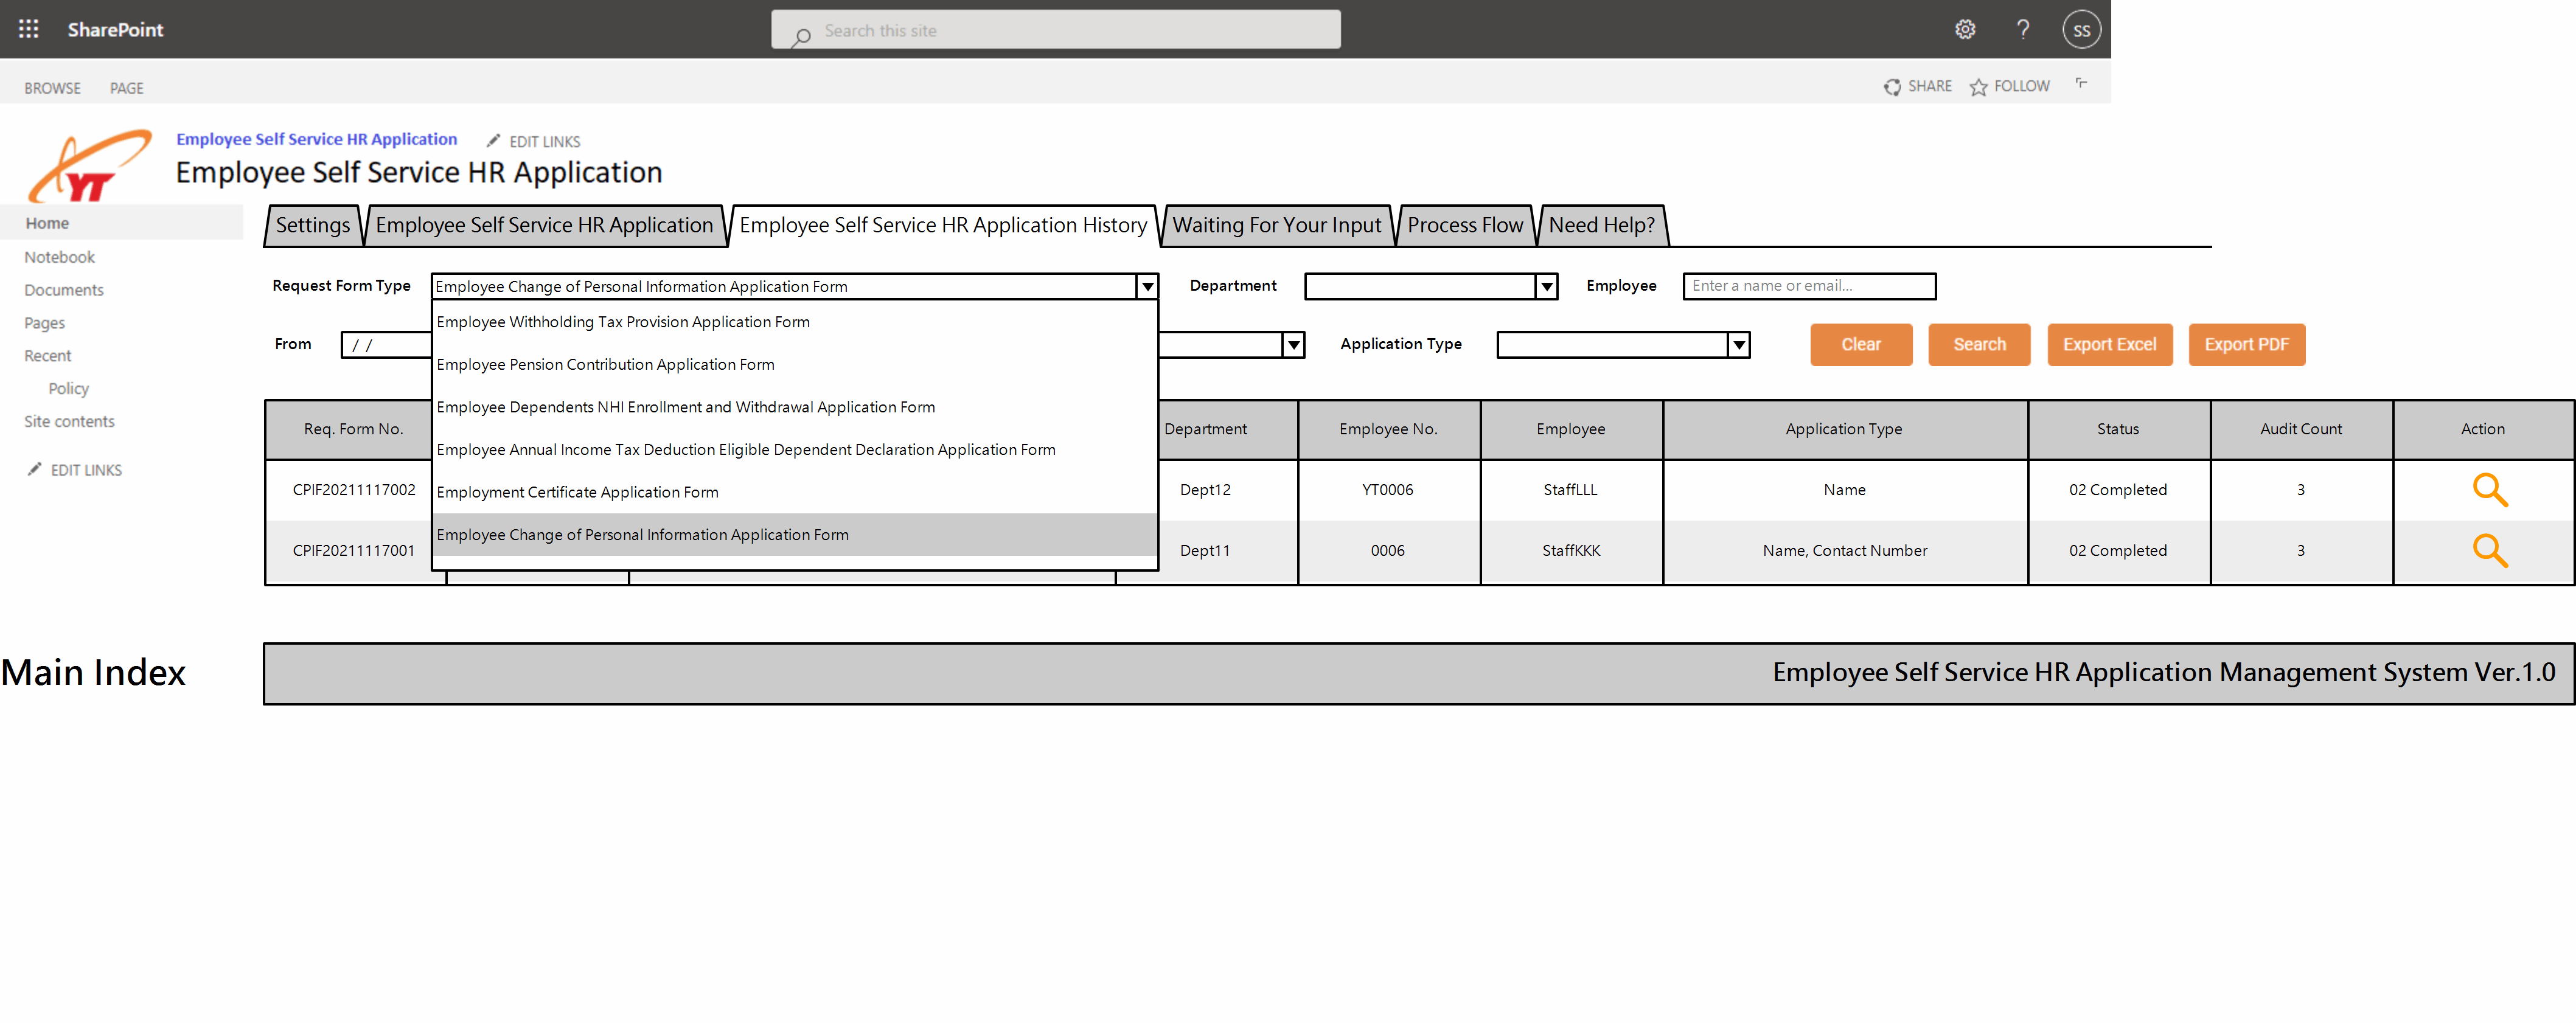 SharePoint
Search this site
?
SS
BROWSE PAGE
SHARE FOLLOW
YT
Employee Self Service HR Application EDIT LINKS
Employee Self Service HR Application
Home
Notebook
Documents
Pages
Recent
Policy
Site contents
EDIT LINKS
Settings Employee Self Service HR Application Employee Self Service HR Application History Waiting For Your Input Process Flow Need Help?
Request Form Type Employee Change of Personal Information Application Form Department Employee Enter a name or email...
Employee Withholding Tax Provision Application Form
Employee Pension Contribution Application Form
Employee Dependents NHI Enrollment and Withdrawal Application Form
Employee Annual Income Tax Deduction Eligible Dependent Declaration Application Form
Employment Certificate Application Form
Employee Change of Personal Information Application Form
From / / Application Type Clear Search Export Excel Export PDF
Req. Form No. Department Employee No. Employee Application Type Status Audit Count Action
CPIF20211117002 Dept12 YT0006 StaffLLL Name 02 Completed 3
CPIF20211117001 Dept11 0006 StaffKKK Name, Contact Number 02 Completed 3
Main Index
Employee Self Service HR Application Management System Ver.1.0